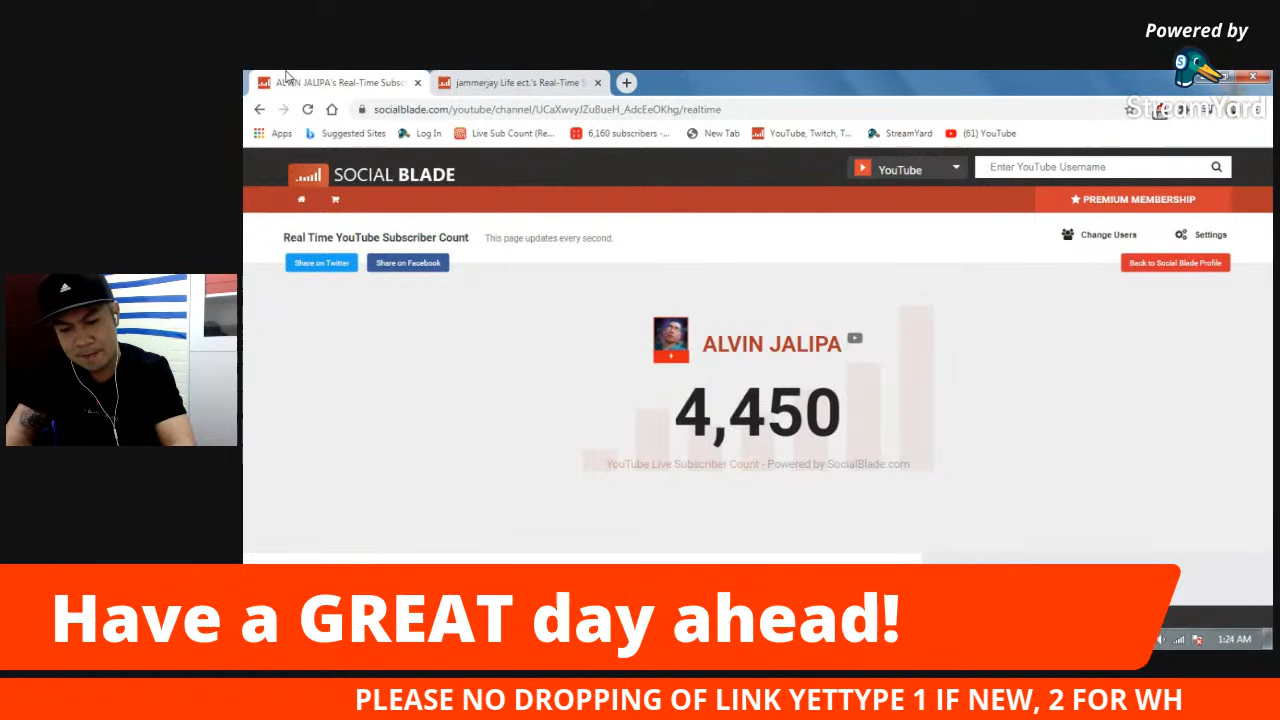 Powered by
StreamYard
ALVIN JALIPA's Real-Time Subsc
jammerjay Life ect.'s Real-Time S
socialblade.com/youtube/channel/UCaXwvyJZuBueH_AdcEeOKhg/realtime
Apps
Suggested Sites
Log In
Live Sub Count (Re...
6,160 subscribers -...
New Tab
YouTube, Twitch, T...
StreamYard
(61) YouTube
SOCIAL BLADE
YouTube
Enter YouTube Username
PREMIUM MEMBERSHIP
Real Time YouTube Subscriber Count
This page updates every second.
Change Users
Settings
Share on Twitter
Share on Facebook
Back to Social Blade Profile
ALVIN JALIPA
4,450
YouTube Live Subscriber Count - Powered by SocialBlade.com
Have a GREAT day ahead!
1:24 AM
PLEASE NO DROPPING OF LINK YETTYPE 1 IF NEW, 2 FOR WH